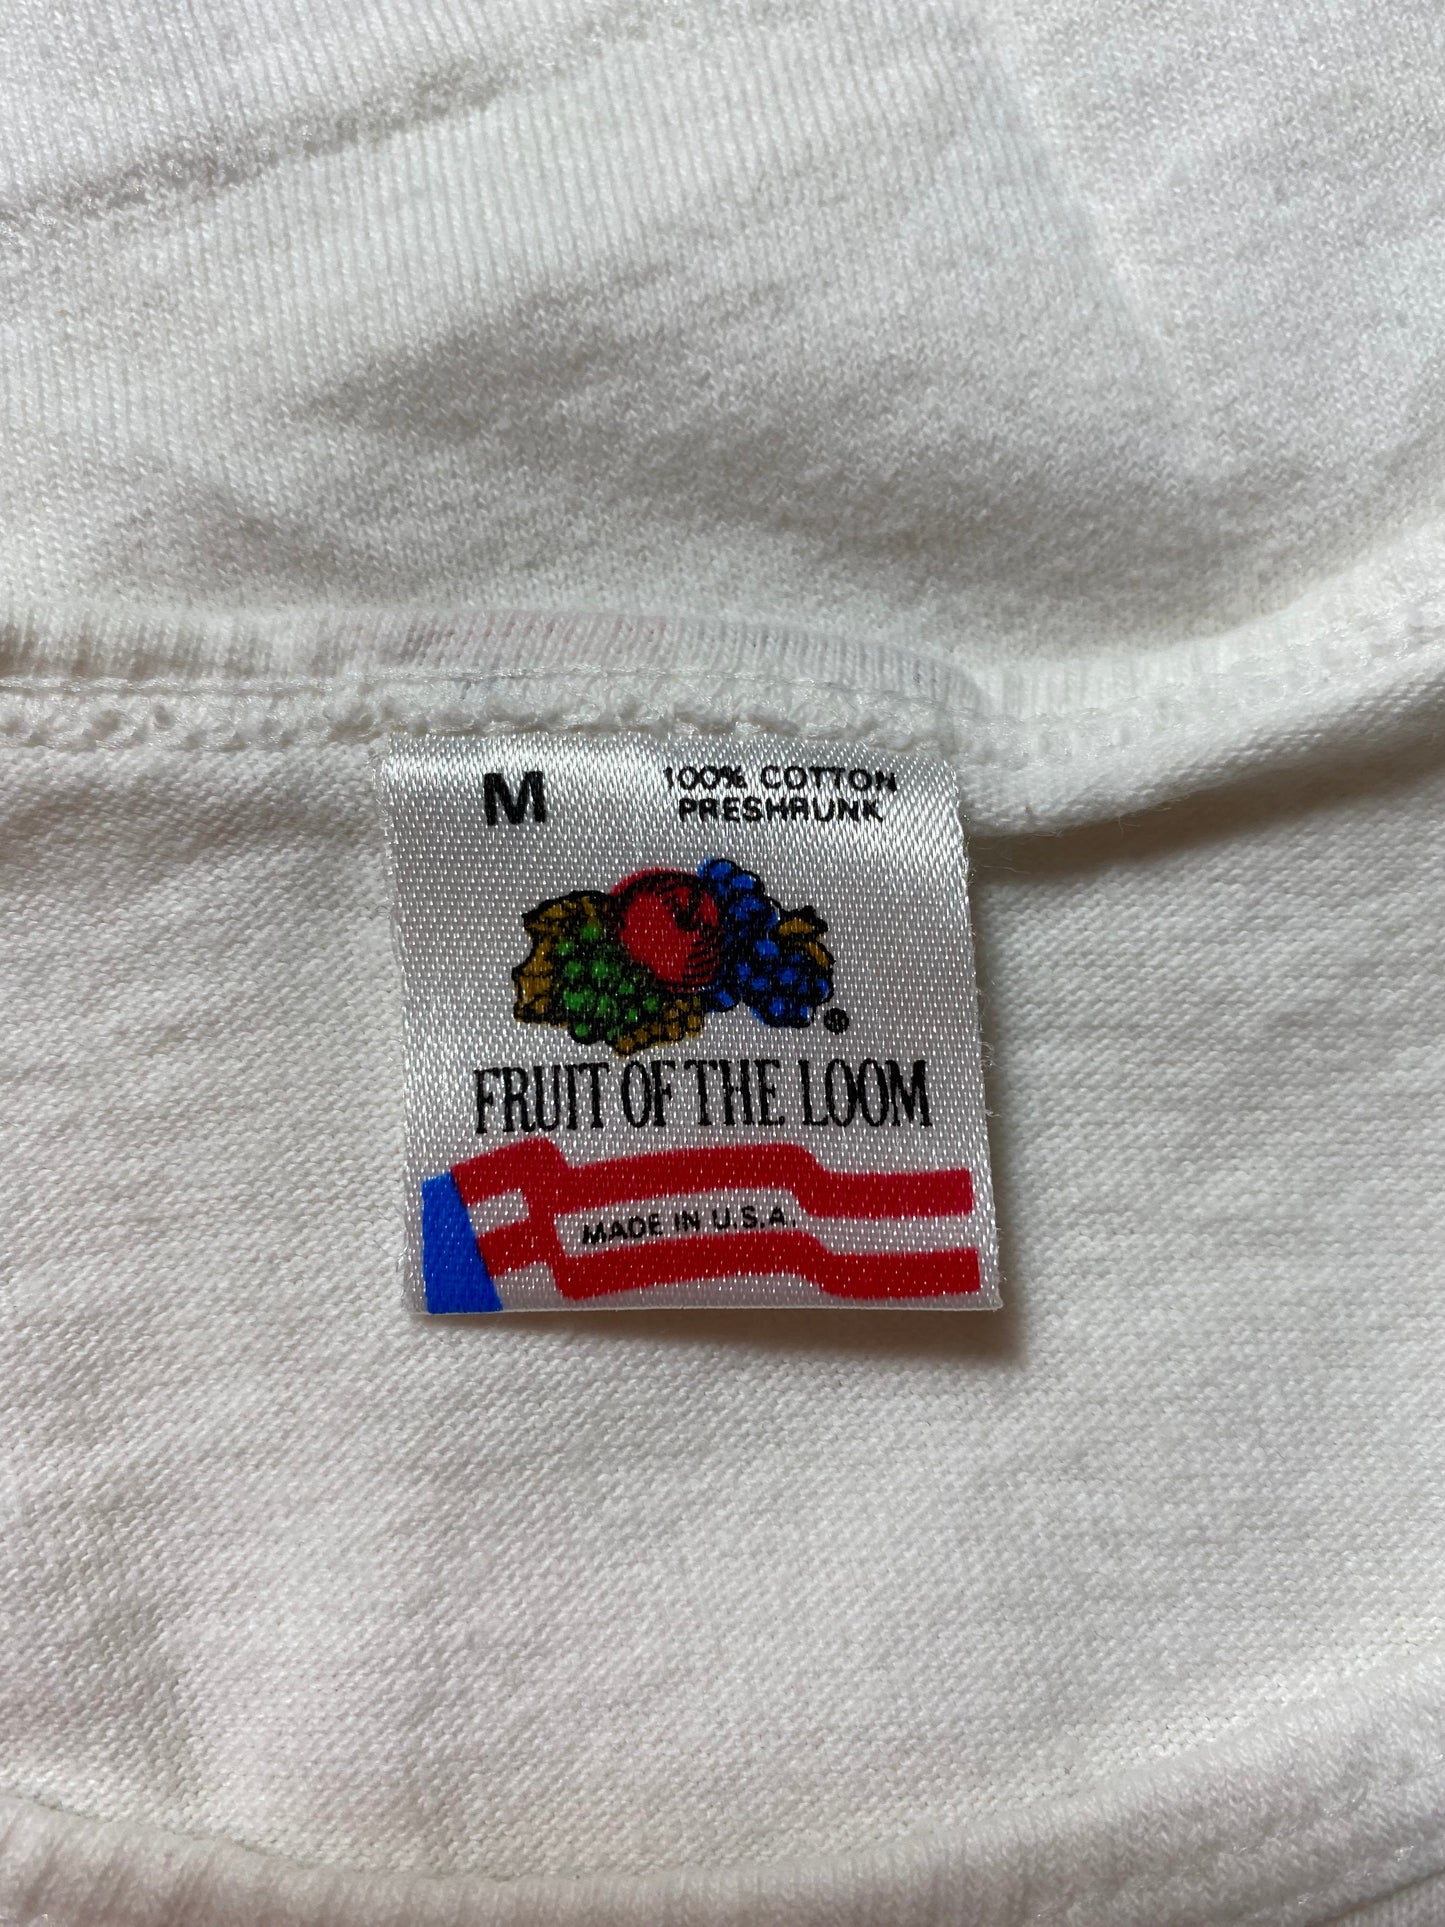 M
100% COTTON
PRESHRUNK
®
FRUIT OF THE LOOM
MADE IN U.S.A.